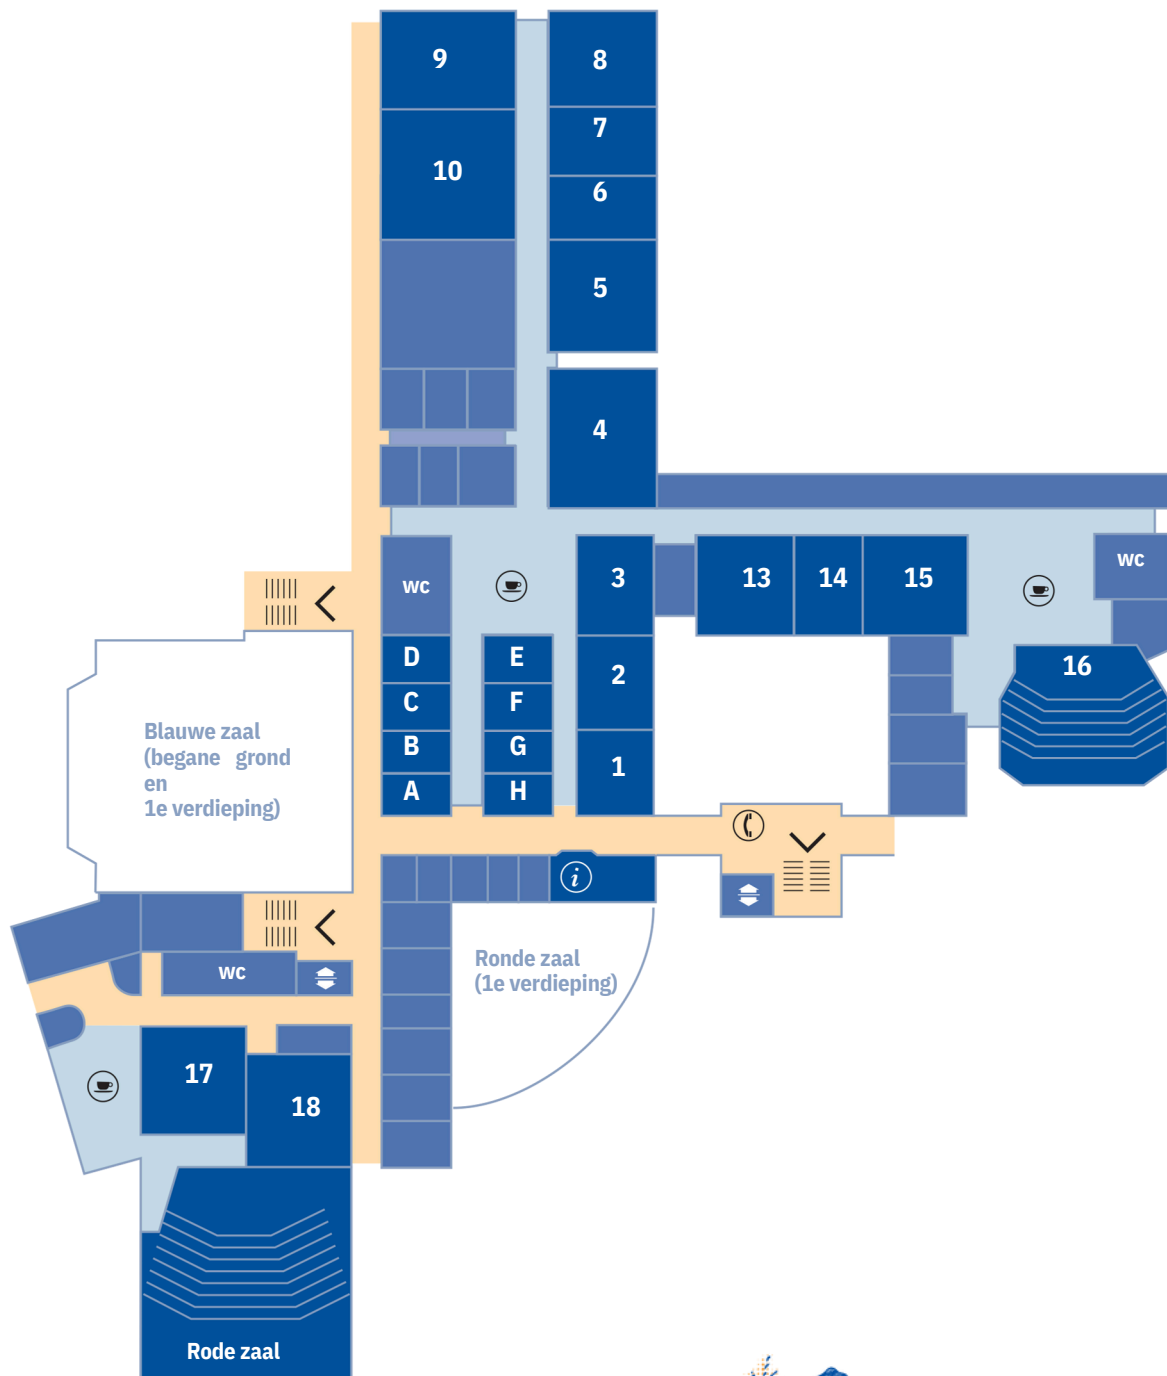 9
8
7
10
6
5
4
3
13
14
15
wc
wc
D
E
2
16
C
F
Blauwe zaal
(begane grond
en
1e verdieping)
B
G
1
A
H
i
Ronde zaal
(1e verdieping)
wc
17
18
Rode zaal